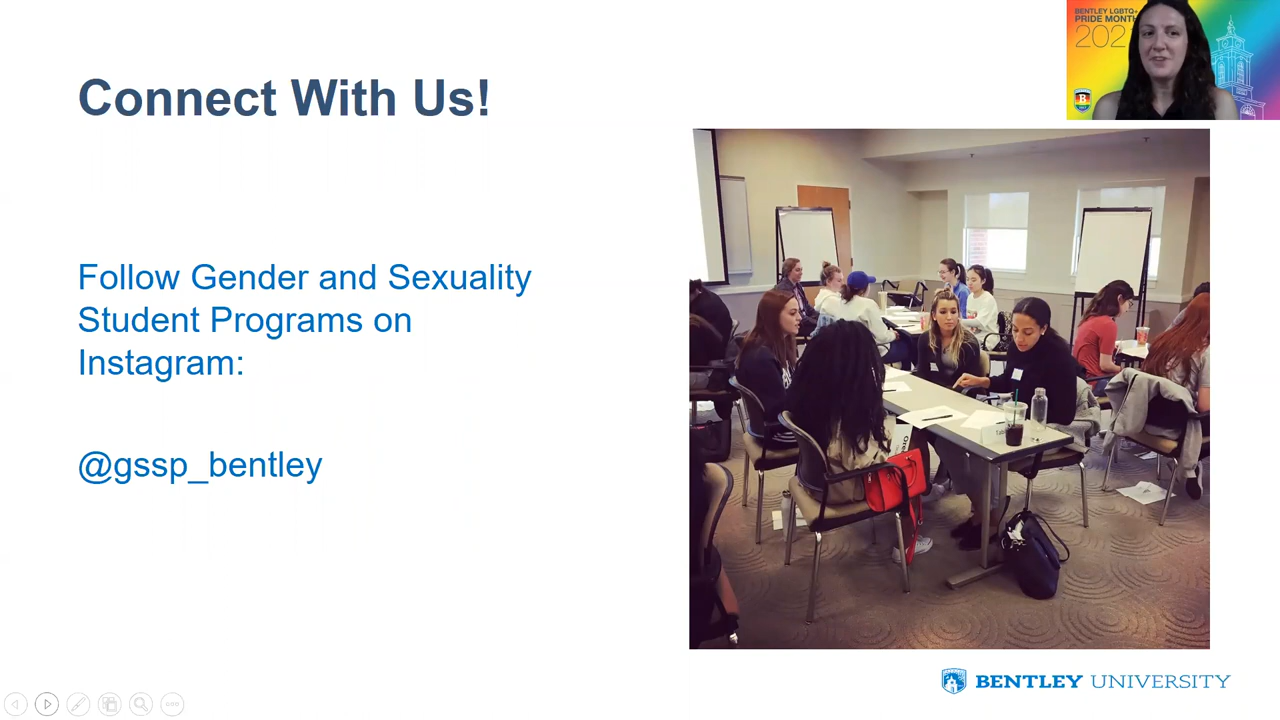 BENTLEY LGBTQ+
PRIDE MONTH
202
Connect With Us!
Follow Gender and Sexuality
Student Programs on
Instagram:
@gssp_bentley
BENTLEY UNIVERSITY